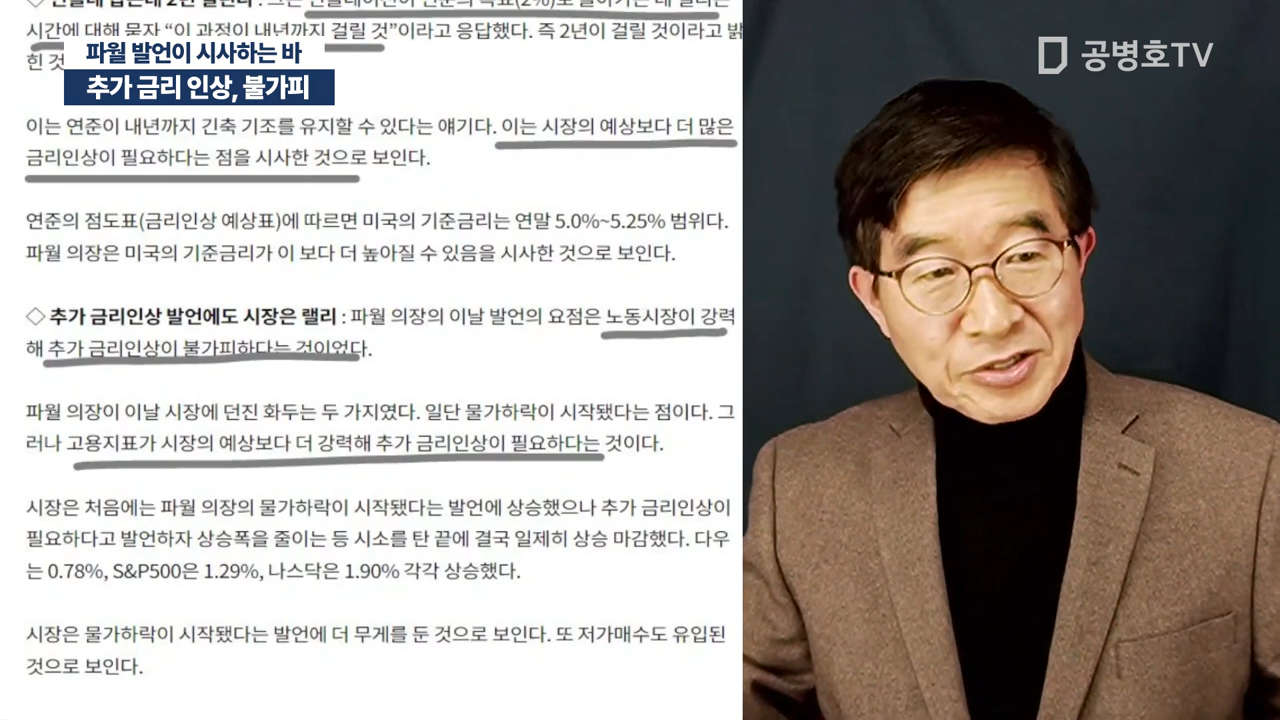 시간에 대해 묻자 “이 과정이 내년까지 걸릴 것”이라고 응답했다. 즉 2년이 걸릴 것이라고 밝
힌 것
파월 발언이 시사하는 바
추가 금리 인상, 불가피
공병호TV
이는 연준이 내년까지 긴축 기조를 유지할 수 있다는 얘기다. 이는 시장의 예상보다 더 많은
금리인상이 필요하다는 점을 시사한 것으로 보인다.
연준의 점도표(금리인상 예상표)에 따르면 미국의 기준금리는 연말 5.0%~5.25% 범위다.
파월 의장은 미국의 기준금리가 이 보다 더 높아질 수 있음을 시사한 것으로 보인다.
◇ 추가 금리인상 발언에도 시장은 랠리 : 파월 의장의 이날 발언의 요점은 노동시장이 강력
해 추가 금리인상이 불가피하다는 것이었다.
파월 의장이 이날 시장에 던진 화두는 두 가지였다. 일단 물가하락이 시작됐다는 점이다. 그
러나 고용지표가 시장의 예상보다 더 강력해 추가 금리인상이 필요하다는 것이다.
시장은 처음에는 파월 의장의 물가하락이 시작됐다는 발언에 상승했으나 추가 금리인상이
필요하다고 발언하자 상승폭을 줄이는 등 시소를 탄 끝에 결국 일제히 상승 마감했다. 다우
는 0.78%, S&P500은 1.29%, 나스닥은 1.90% 각각 상승했다.
시장은 물가하락이 시작됐다는 발언에 더 무게를 둔 것으로 보인다. 또 저가매수도 유입된
것으로 보인다.